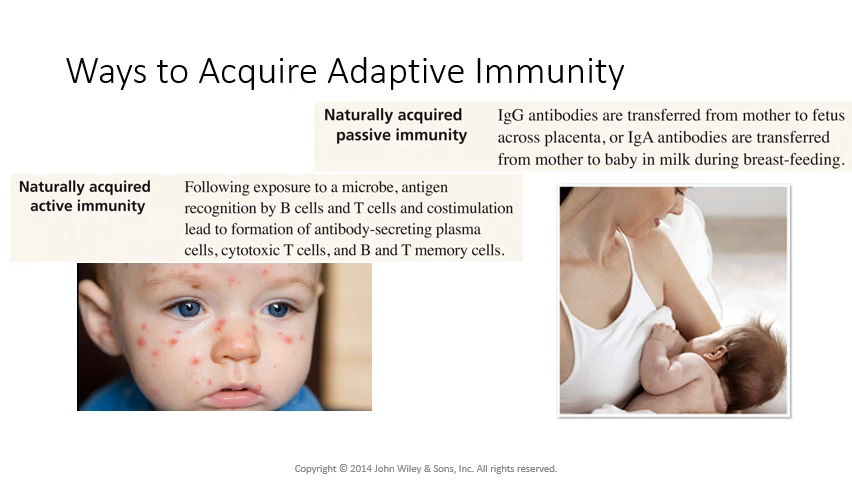 Ways to Acquire Adaptive Immunity
Naturally acquired
passive immunity
IgG antibodies are transferred from mother to fetus
across placenta, or IgA antibodies are transferred
from mother to baby in milk during breast-feeding.
Naturally acquired
active immunity
Following exposure to a microbe, antigen
recognition by B cells and T cells and costimulation
lead to formation of antibody-secreting plasma
cells, cytotoxic T cells, and B and T memory cells.
Copyright © 2014 John Wiley & Sons, Inc. All rights reserved.